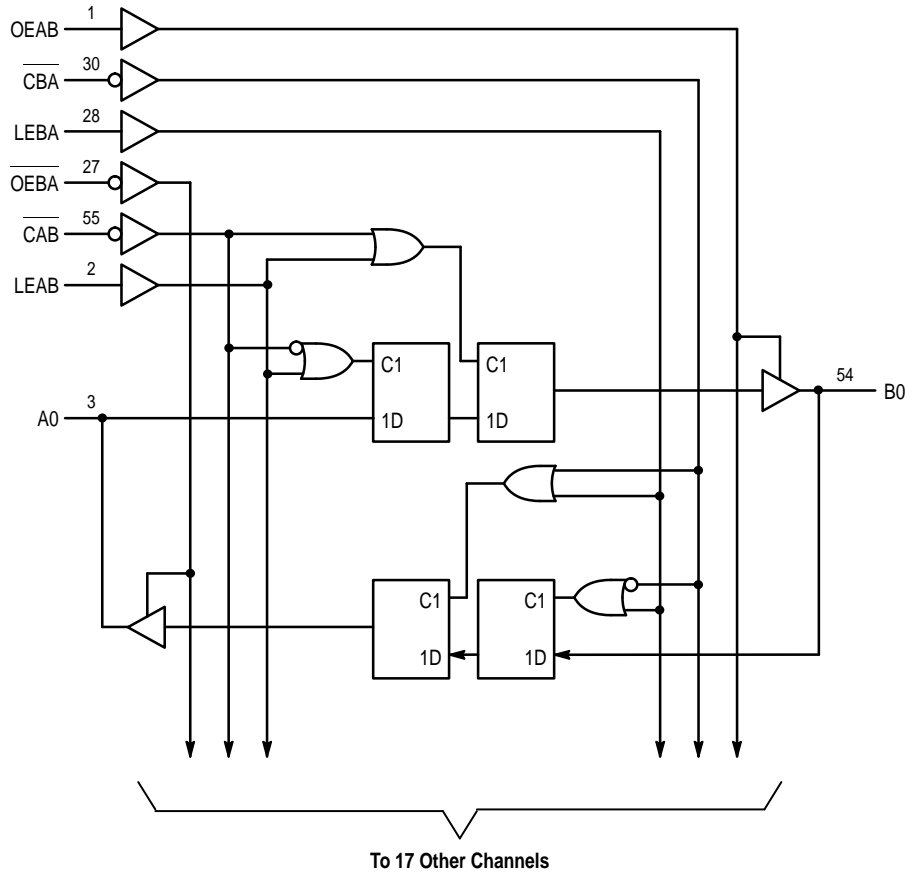 OEAB 1
CBA 30
LEBA 28
OEBA 27
CAB 55
LEAB 2
C1 C1
54
A0 3 1D 1D B0
C1 C1
1D 1D
To 17 Other Channels